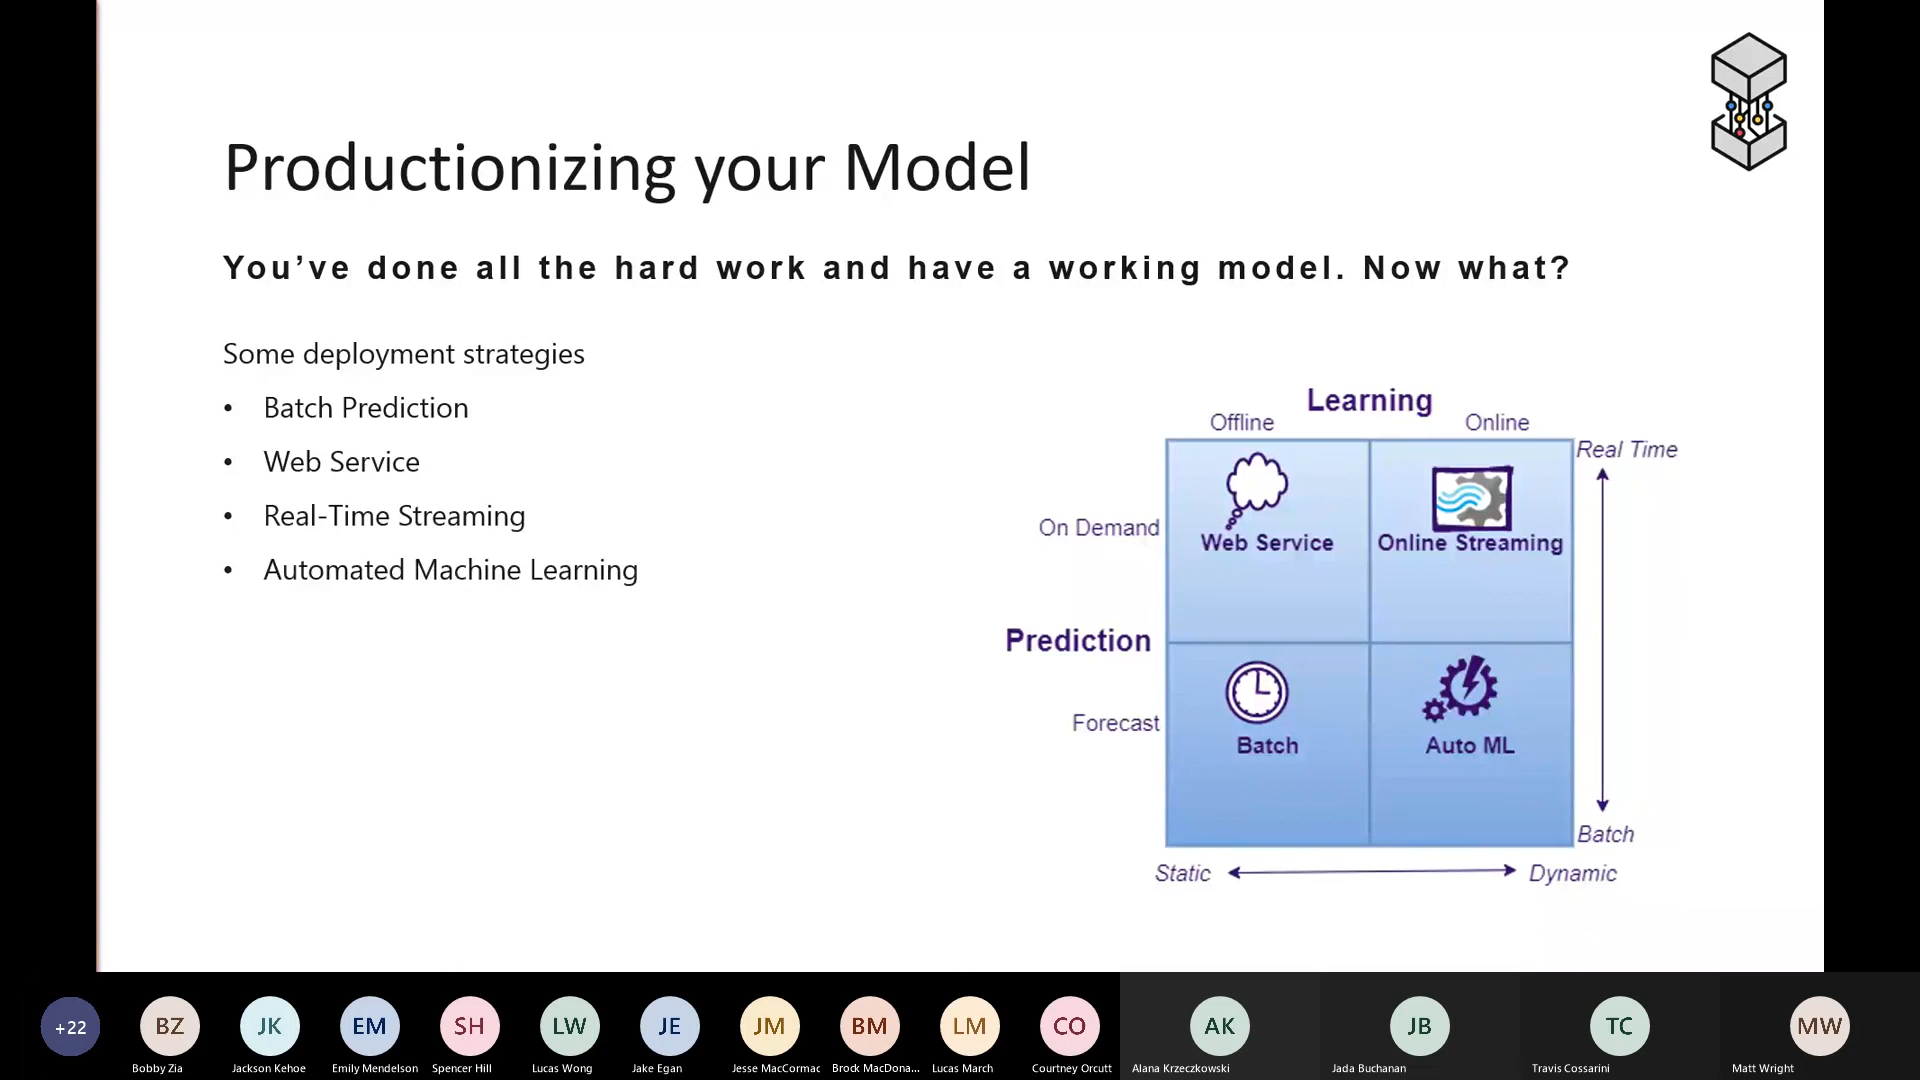 Productionizing your Model
You’ve done all the hard work and have a working model. Now what?
Some deployment strategies
• Batch Prediction
• Web Service
• Real-Time Streaming
• Automated Machine Learning
Learning
Offline
Online
Real Time
On Demand
Web Service
Online Streaming
Prediction
Forecast
Batch
Auto ML
Batch
Static
Dynamic
+22
BZ
JK
EM
SH
LW
JE
JM
BM
LM
CO
AK
JB
TC
MW
Bobby Zia
Jackson Kehoe
Emily Mendelson
Spencer Hill
Lucas Wong
Jake Egan
Jesse MacCormac
Brock MacDona...
Lucas March
Courtney Orcutt
Alana Krzeczkowski
Jada Buchanan
Travis Cossarini
Matt Wright